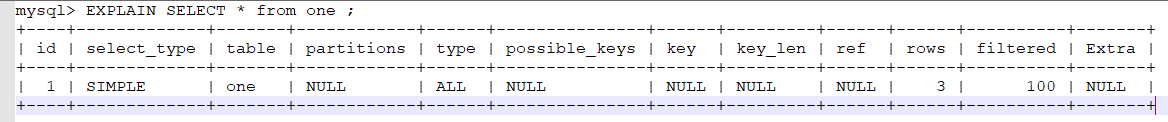 mysql> EXPLAIN SELECT * from one ;
+----+-------------+-------+------------+------+---------------+------+---------+------+------+----------+-------+
| id | select_type | table | partitions | type | possible_keys | key | key_len | ref | rows | filtered | Extra |
+----+-------------+-------+------------+------+---------------+------+---------+------+------+----------+-------+
| 1 | SIMPLE | one | NULL | ALL | NULL | NULL | NULL | NULL | 3 | 100 | NULL |
+----+-------------+-------+------------+------+---------------+------+---------+------+------+----------+-------+